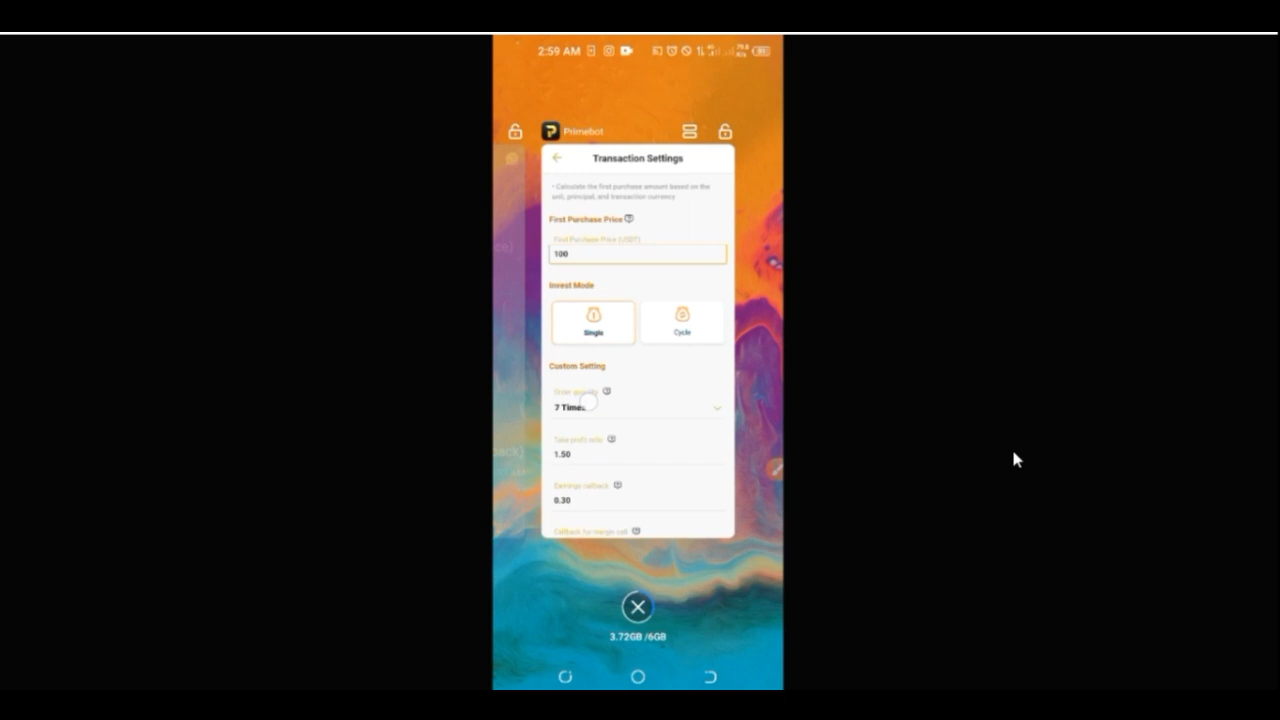 2:59 AM
Primebot
Transaction Settings
* Calculate the first purchase amount based on the
unit, principal, and transaction currency
First Purchase Price
First Purchase Price (USDT)
100
Invest Mode
Single
Cycle
Custom Setting
Order quantity
7 Times
Take profit ratio
1.50
Earnings callback
0.30
Callback for margin call
3.72GB /6GB